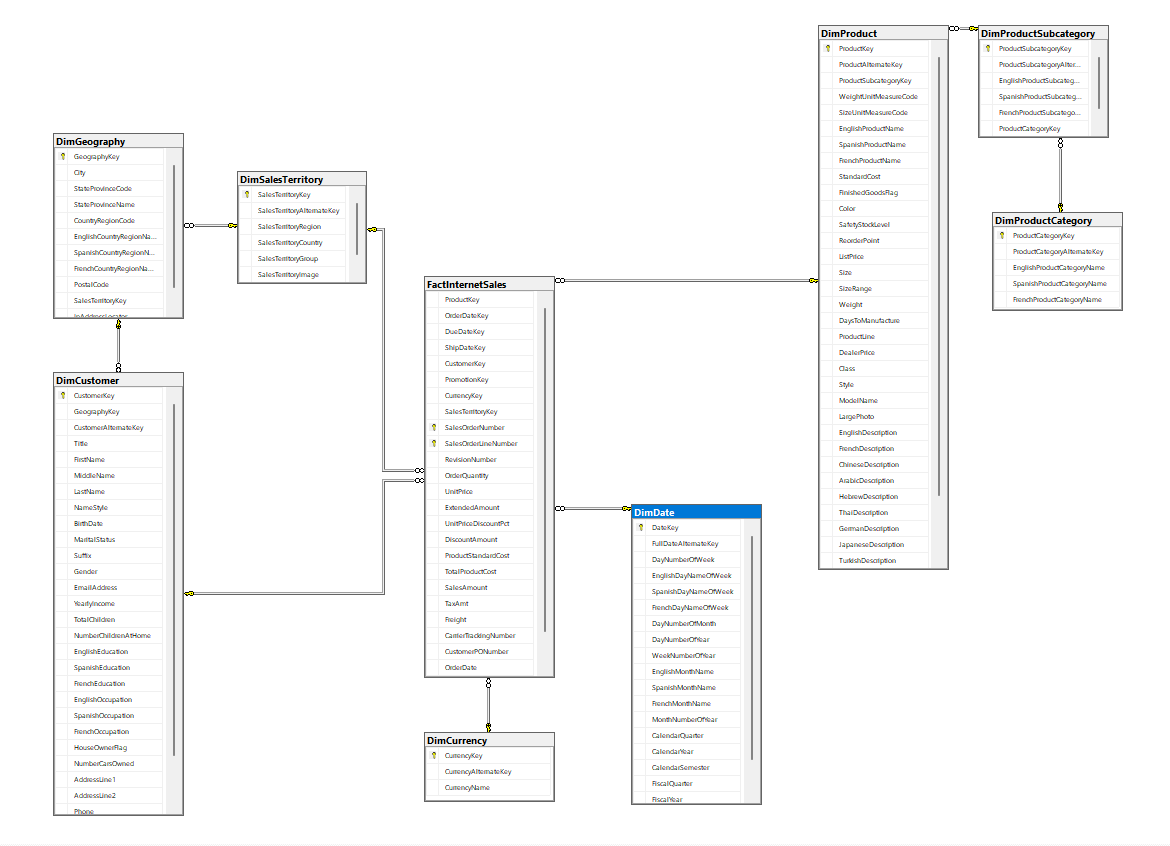 DimGeography
GeographyKey
City
StateProvinceCode
StateProvinceName
CountryRegionCode
EnglishCountryRegionNa...
SpanishCountryRegionN...
FrenchCountryRegionNa...
PostalCode
SalesTerritoryKey
DimSalesTerritory
SalesTerritoryKey
SalesTerritoryAlternateKey
SalesTerritoryRegion
SalesTerritoryCountry
SalesTerritoryGroup
SalesTerritoryImage
DimCustomer
CustomerKey
GeographyKey
CustomerAlternateKey
Title
FirstName
MiddleName
LastName
NameStyle
BirthDate
MaritalStatus
Suffix
Gender
EmailAddress
YearlyIncome
TotalChildren
NumberChildrenAtHome
EnglishEducation
SpanishEducation
FrenchEducation
EnglishOccupation
SpanishOccupation
FrenchOccupation
HouseOwnerFlag
NumberCarsOwned
AddressLine1
AddressLine2
Phone
FactInternetSales
ProductKey
OrderDateKey
DueDateKey
ShipDateKey
CustomerKey
PromotionKey
CurrencyKey
SalesTerritoryKey
SalesOrderNumber
SalesOrderLineNumber
RevisionNumber
OrderQuantity
UnitPrice
ExtendedAmount
UnitPriceDiscountPct
DiscountAmount
ProductStandardCost
TotalProductCost
SalesAmount
TaxAmt
Freight
CarrierTrackingNumber
CustomerPONumber
OrderDate
DimCurrency
CurrencyKey
CurrencyAlternateKey
CurrencyName
DimDate
DateKey
FullDateAlternateKey
DayNumberOfWeek
EnglishDayNameOfWeek
SpanishDayNameOfWeek
FrenchDayNameOfWeek
DayNumberOfMonth
DayNumberOfYear
WeekNumberOfYear
EnglishMonthName
SpanishMonthName
FrenchMonthName
MonthNumberOfYear
CalendarQuarter
CalendarYear
CalendarSemester
FiscalQuarter
FiscalYear
DimProduct
ProductKey
ProductAlternateKey
ProductSubcategoryKey
WeightUnitMeasureCode
SizeUnitMeasureCode
EnglishProductName
SpanishProductName
FrenchProductName
StandardCost
FinishedGoodsFlag
Color
SafetyStockLevel
ReorderPoint
ListPrice
Size
SizeRange
Weight
DaysToManufacture
ProductLine
DealerPrice
Class
Style
ModelName
LargePhoto
EnglishDescription
FrenchDescription
ChineseDescription
ArabicDescription
HebrewDescription
ThaiDescription
GermanDescription
JapaneseDescription
TurkishDescription
DimProductSubcategory
ProductSubcategoryKey
ProductSubcategoryAlter...
EnglishProductSubcateg...
SpanishProductSubcateg...
FrenchProductSubcatego...
ProductCategoryKey
DimProductCategory
ProductCategoryKey
ProductCategoryAlternateKey
EnglishProductCategoryName
SpanishProductCategoryName
FrenchProductCategoryName